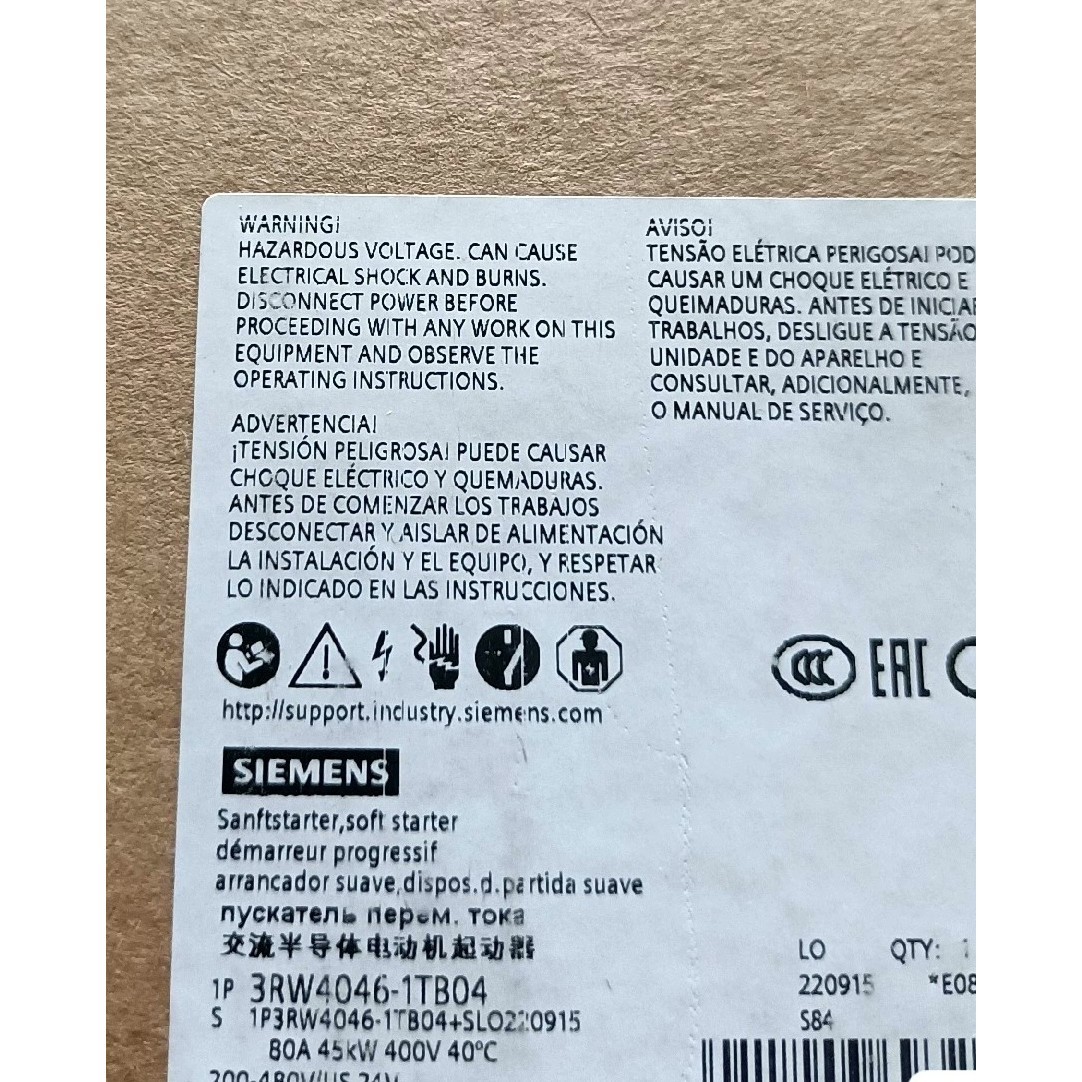 WARNING!
HAZARDOUS VOLTAGE. CAN CAUSE
ELECTRICAL SHOCK AND BURNS.
DISCONNECT POWER BEFORE
PROCEEDING WITH ANY WORK ON THIS
EQUIPMENT AND OBSERVE THE
OPERATING INSTRUCTIONS.
ADVERTENCIA!
¡TENSIÓN PELIGROSA! PUEDE CAUSAR
CHOQUE ELÉCTRICO Y QUEMADURAS.
ANTES DE COMENZAR LOS TRABAJOS
DESCONECTAR Y AISLAR DE ALIMENTACIÓN
LA INSTALACIÓN Y EL EQUIPO, Y RESPETAR
LO INDICADO EN LAS INSTRUCCIONES.
AVISO!
TENSÃO ELÉTRICA PERIGOSA! POD
CAUSAR UM CHOQUE ELÉTRICO E
QUEIMADURAS. ANTES DE INICIAR
TRABALHOS, DESLIGUE A TENSÃO
UNIDADE E DO APARELHO E
CONSULTAR, ADICIONALMENTE,
O MANUAL DE SERVIÇO.
CCC EAC
http://support.industry.siemens.com
SIEMENS
Sanftstarter,soft starter
démarreur progressif
arrancador suave,dispos.d.partida suave
пускатель перем. тока
交流半导体电动机起动器
1P 3RW4046-1TB04
S 1P3RW4046-1TB04+SLO220915
80A 45kW 400V 40°C
200-480V/US 24V
LO QTY: 1
220915 *E08
S84